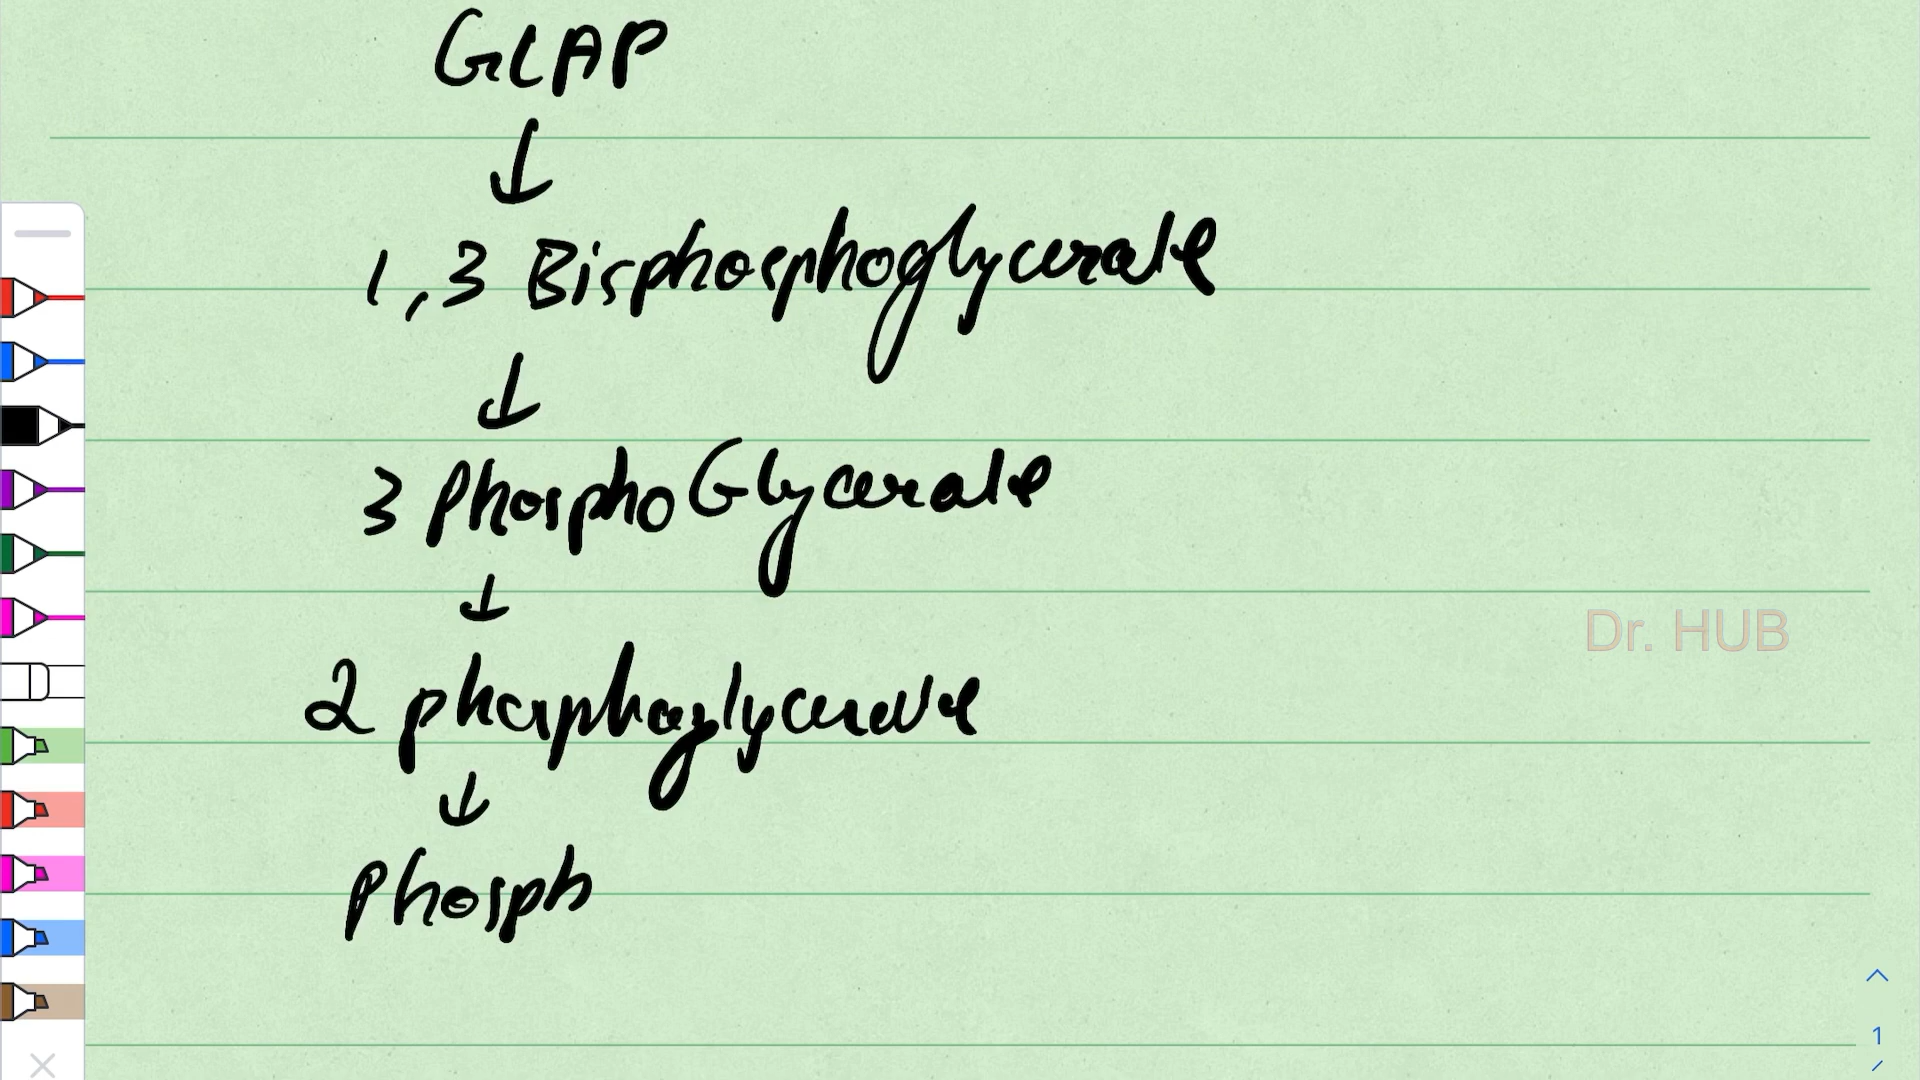 GLAP
↓
1,3 Bisphosphoglycerate
↓
3 PhosphoGlycerate
↓
2 phosphoglycerate
↓
Phosph
Dr. HUB
1